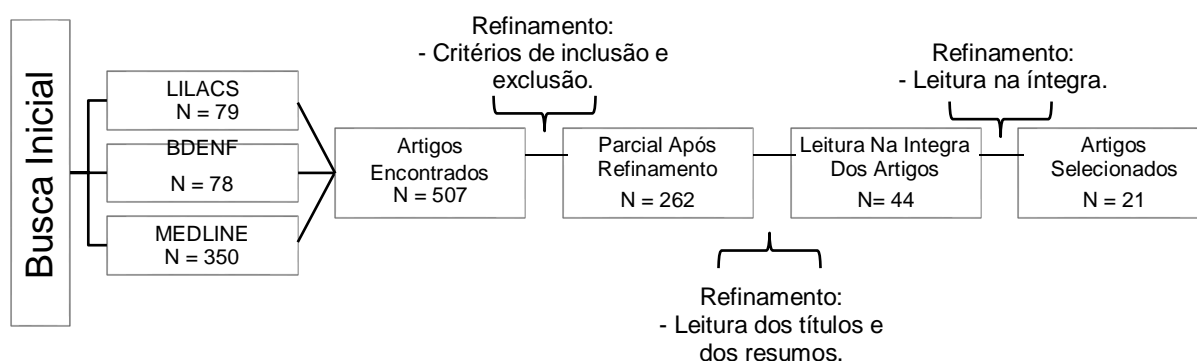 Busca Inicial
LILACS
N = 79
BDENF
N = 78
MEDLINE
N = 350
Artigos
Encontrados
N = 507
Refinamento:
- Critérios de inclusão e
exclusão.
Parcial Após
Refinamento
N = 262
Refinamento:
- Leitura dos títulos e
dos resumos.
Leitura Na Integra
Dos Artigos
N= 44
Refinamento:
- Leitura na íntegra.
Artigos
Selecionados
N = 21